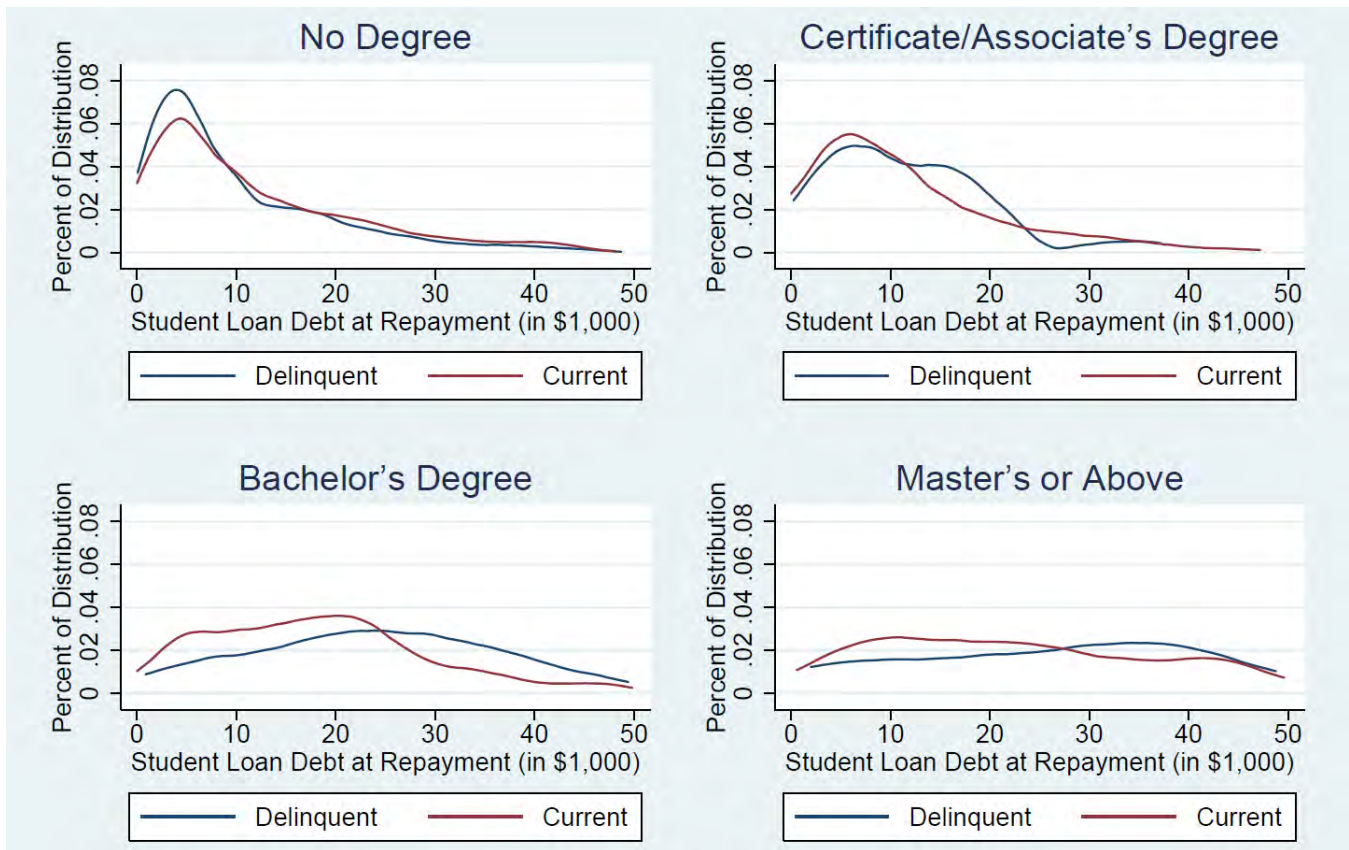 No Degree
Percent of Distribution
0 .02 .04 .06 .08
0 10 20 30 40 50
Student Loan Debt at Repayment (in $1,000)
Delinquent Current
Certificate/Associate’s Degree
Percent of Distribution
0 .02 .04 .06 .08
0 10 20 30 40 50
Student Loan Debt at Repayment (in $1,000)
Delinquent Current
Bachelor’s Degree
Percent of Distribution
0 .02 .04 .06 .08
0 10 20 30 40 50
Student Loan Debt at Repayment (in $1,000)
Delinquent Current
Master’s or Above
Percent of Distribution
0 .02 .04 .06 .08
0 10 20 30 40 50
Student Loan Debt at Repayment (in $1,000)
Delinquent Current